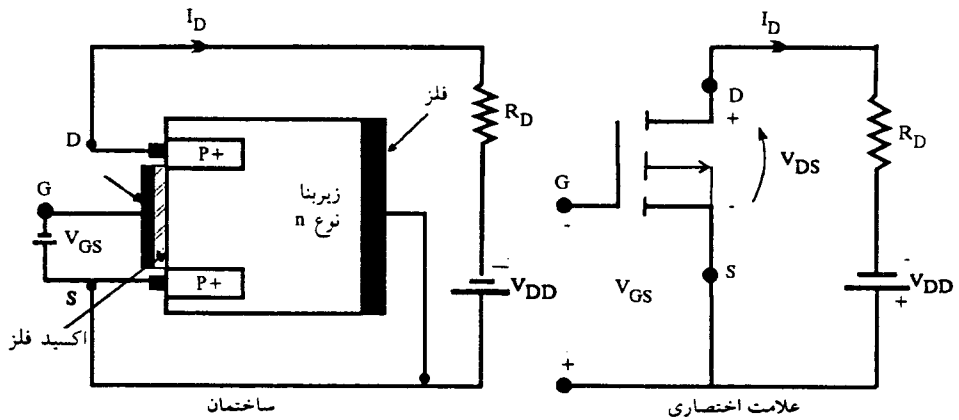 I_D
D
P+
فلز
R_D
G
زیربنا
نوع n
V_GS
P+
S
اکسید فلز
V_DD
ساختمان
I_D
D
+
R_D
V_DS
G
-
-
S
V_GS
-
V_DD
+
+
علامت اختصاری